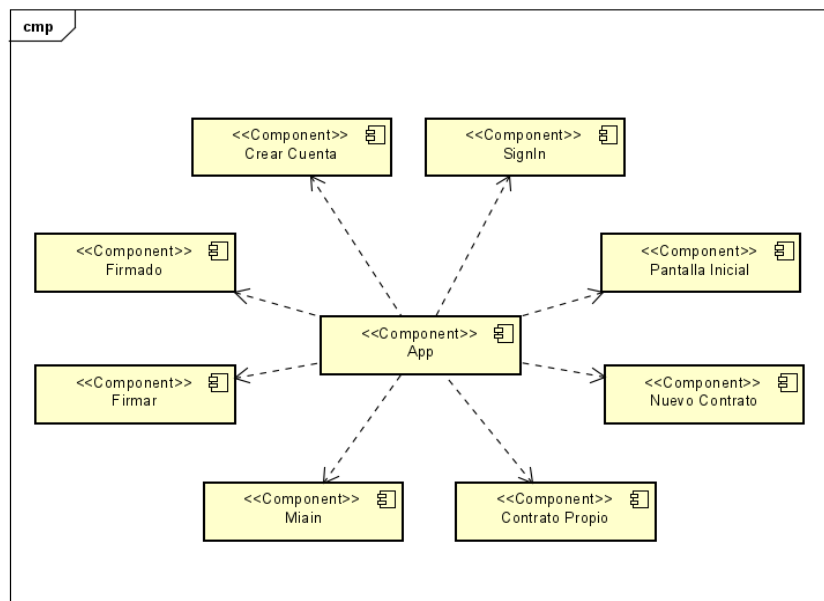 cmp
<<Component>>
Crear Cuenta
<<Component>>
SignIn
<<Component>>
Firmado
<<Component>>
Pantalla Inicial
<<Component>>
App
<<Component>>
Firmar
<<Component>>
Nuevo Contrato
<<Component>>
Miain
<<Component>>
Contrato Propio